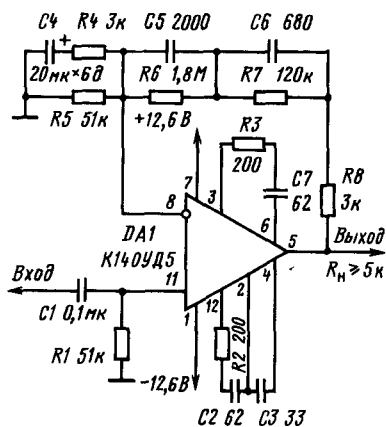 C4 + R4 3к C5 2000 C6 680
20мк×6д R6 1,8М R7 120к
R5 51к +12,6 В R3
200
7 3 C7
62 R8
3к
8 6
DA1 5 Выход
К140УД5 4 Rн ≥ 5к
Вход 11 2
C1 0,1мк 1 12 R2 200
R1 51к
−12,6 В
C2 62 C3 33